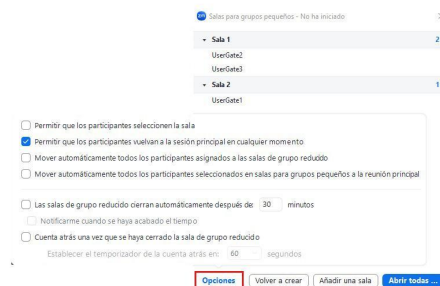 zm Salas para grupos pequeños - No ha iniciado
Sala 1 2
UserGate2
UserGate3
Sala 2 1
UserGate1
Permitir que los participantes seleccionen la sala
Permitir que los participantes vuelvan a la sesión principal en cualquier momento
Mover automáticamente todos los participantes asignados a las salas de grupo reducido
Mover automáticamente todos los participantes seleccionados en salas para grupos pequeños a la reunión principal
Las salas de grupo reducido cierran automáticamente después de: 30 minutos
Notificarme cuando se haya acabado el tiempo
Cuenta atrás una vez que se haya cerrado la sala de grupo reducido
Establecer el temporizador de la cuenta atrás en: 60 segundos
Opciones Volver a crear Añadir una sala Abrir todas ...